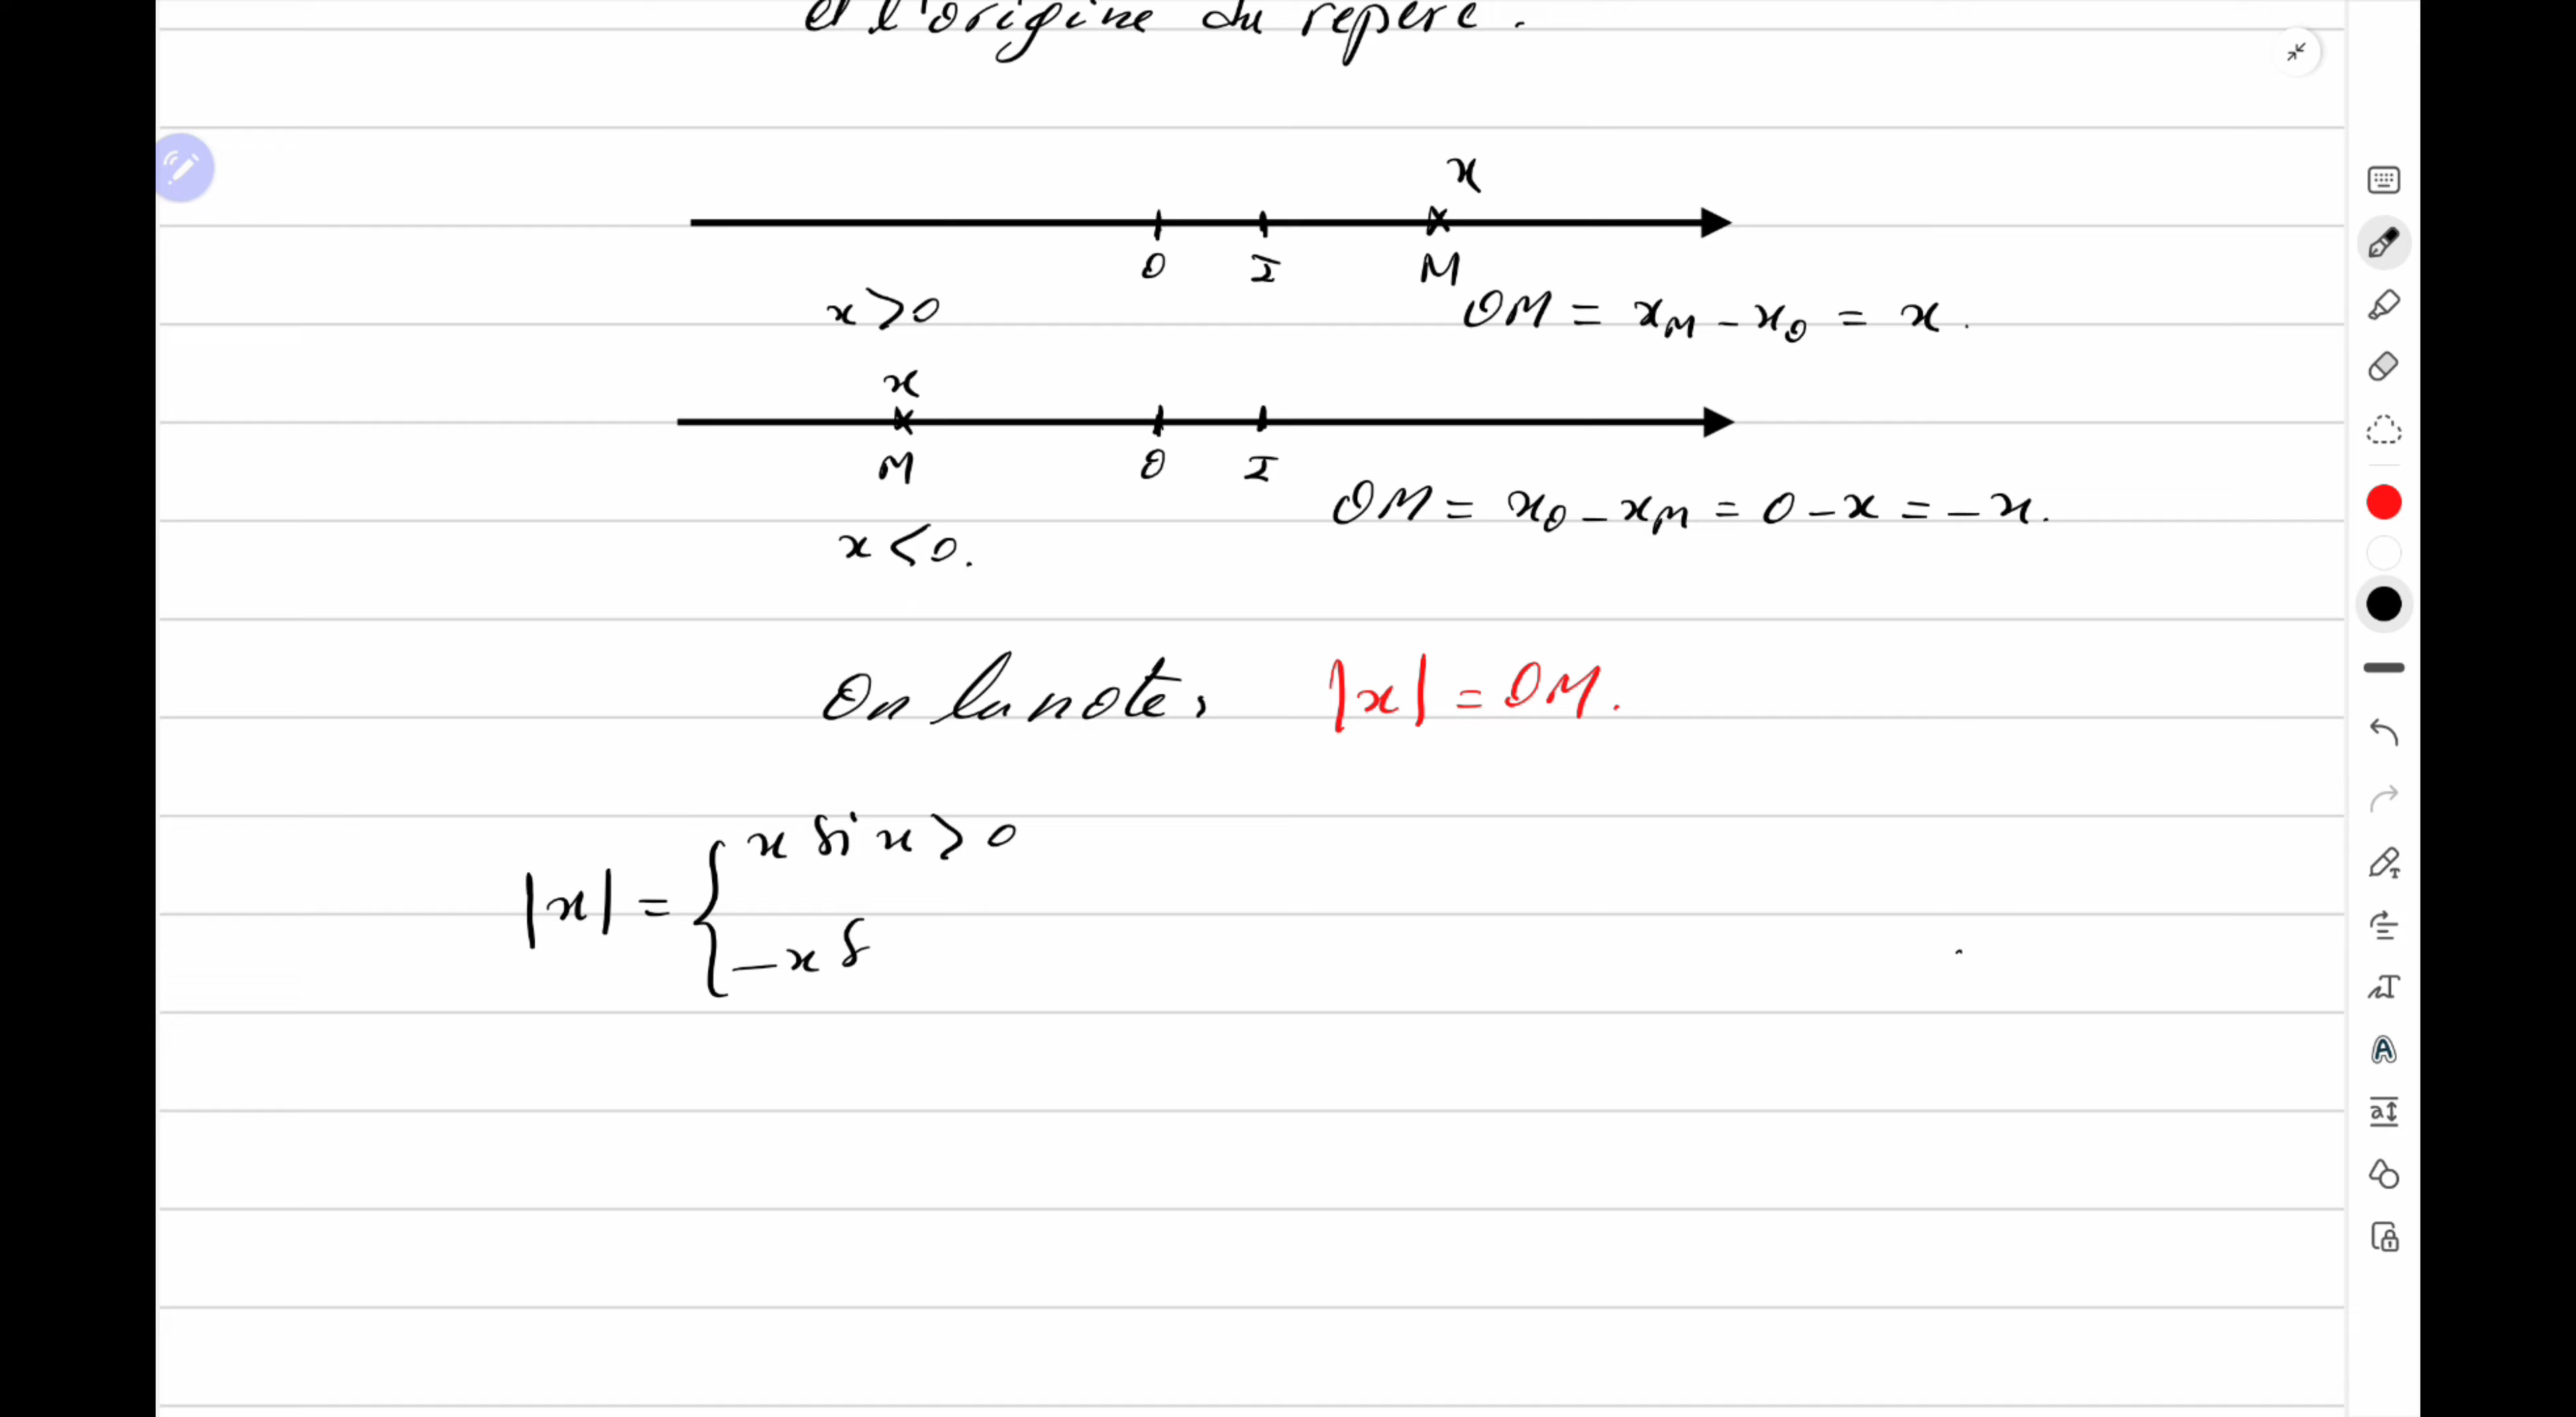 et l'origine du repère.
x
O I M
x > 0 OM = x_M - x_O = x.
x
M O I
OM = x_O - x_M = 0 - x = -x.
x < 0.
On la note, |x| = OM.
|x| = { x si x > 0
-x s